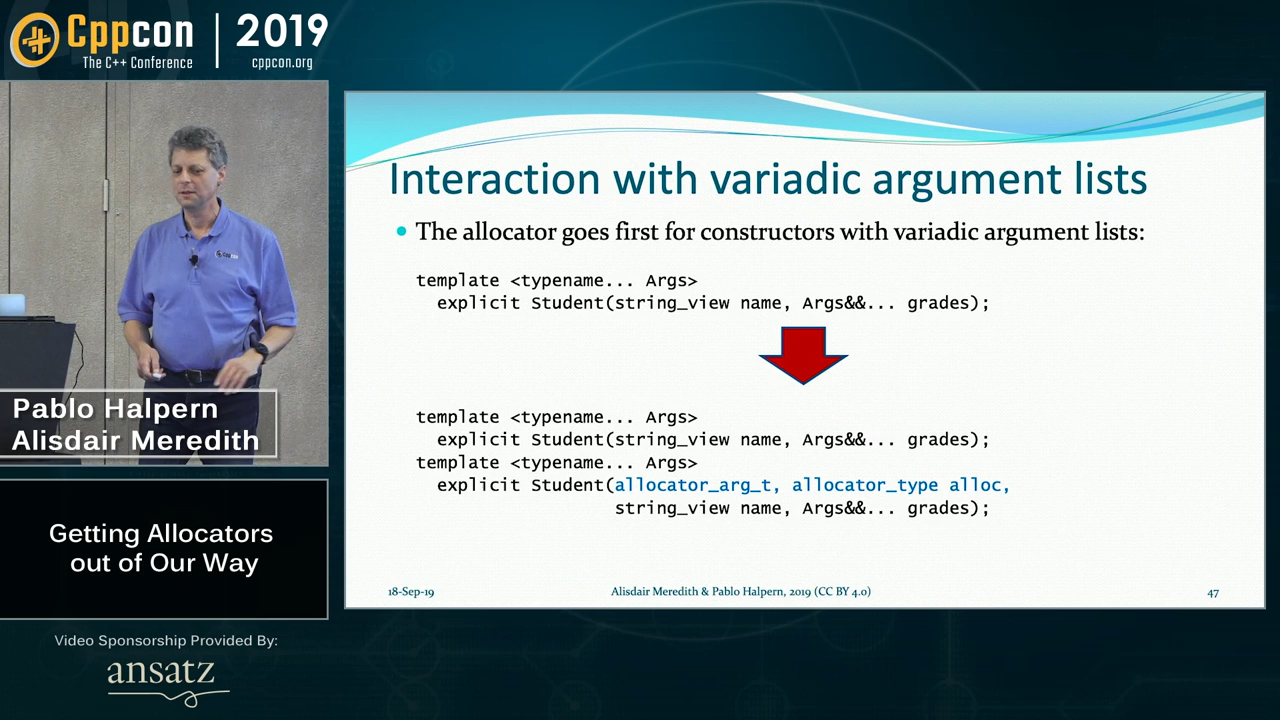 Cppcon | 2019
The C++ Conference cppcon.org
Interaction with variadic argument lists
• The allocator goes first for constructors with variadic argument lists:
template <typename... Args>
explicit Student(string_view name, Args&&... grades);
template <typename... Args>
explicit Student(string_view name, Args&&... grades);
template <typename... Args>
explicit Student(allocator_arg_t, allocator_type alloc,
string_view name, Args&&... grades);
18-Sep-19 Alisdair Meredith & Pablo Halpern, 2019 (CC BY 4.0) 47
Pablo Halpern
Alisdair Meredith
Getting Allocators
out of Our Way
Video Sponsorship Provided By:
ansatz